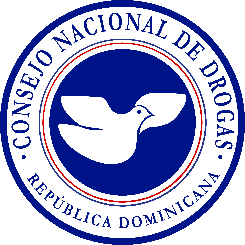 · CONSEJO NACIONAL DE DROGAS ·
REPÚBLICA DOMINICANA